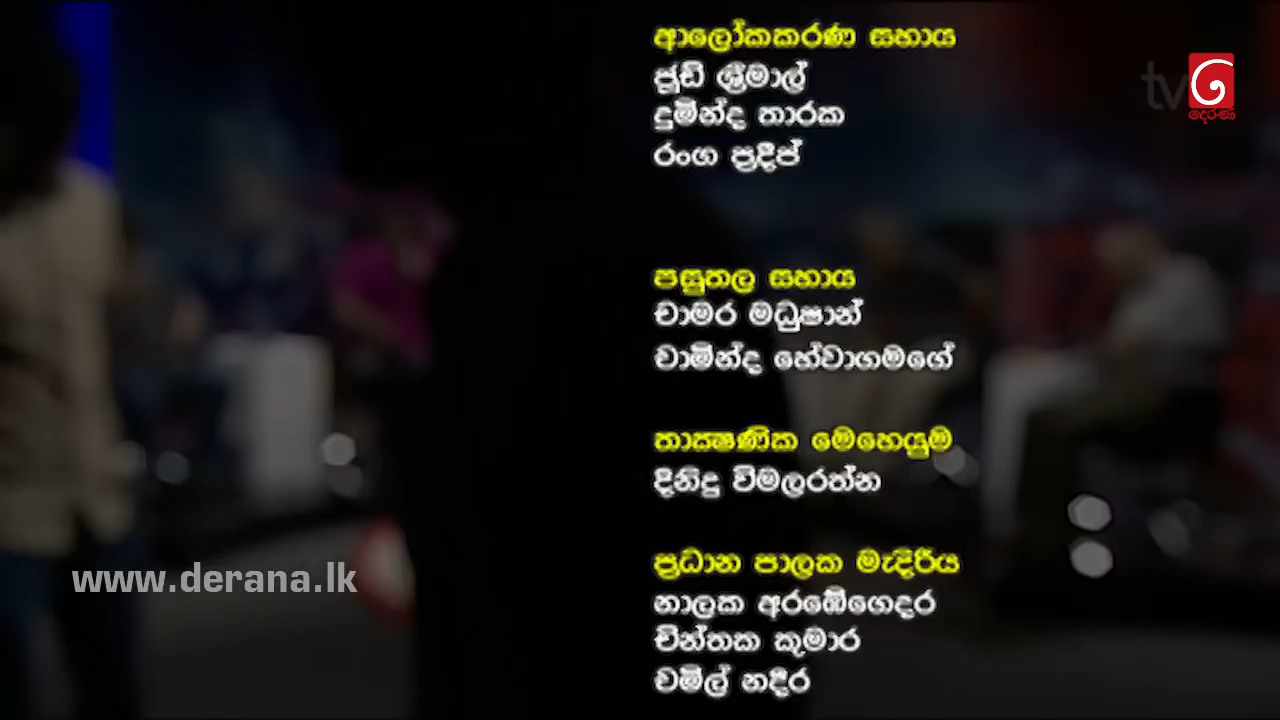 ආලෝකකරණ සහාය
ජූඩ් ශ්‍රීමාල්
දුමින්ද තාරක
රංග ප්‍රදීප්
tv
දෙරණ
පසුතල සහාය
චාමර මධුෂාන්
චාමින්ද හේවාගමගේ
තාක්ෂණික මෙහෙයුම
දිනිදු විමලරත්න
www.derana.lk
ප්‍රධාන පාලක මැදිරිය
නාලක අරඹේගෙදර
චින්තක කුමාර
චමිල් නදීර